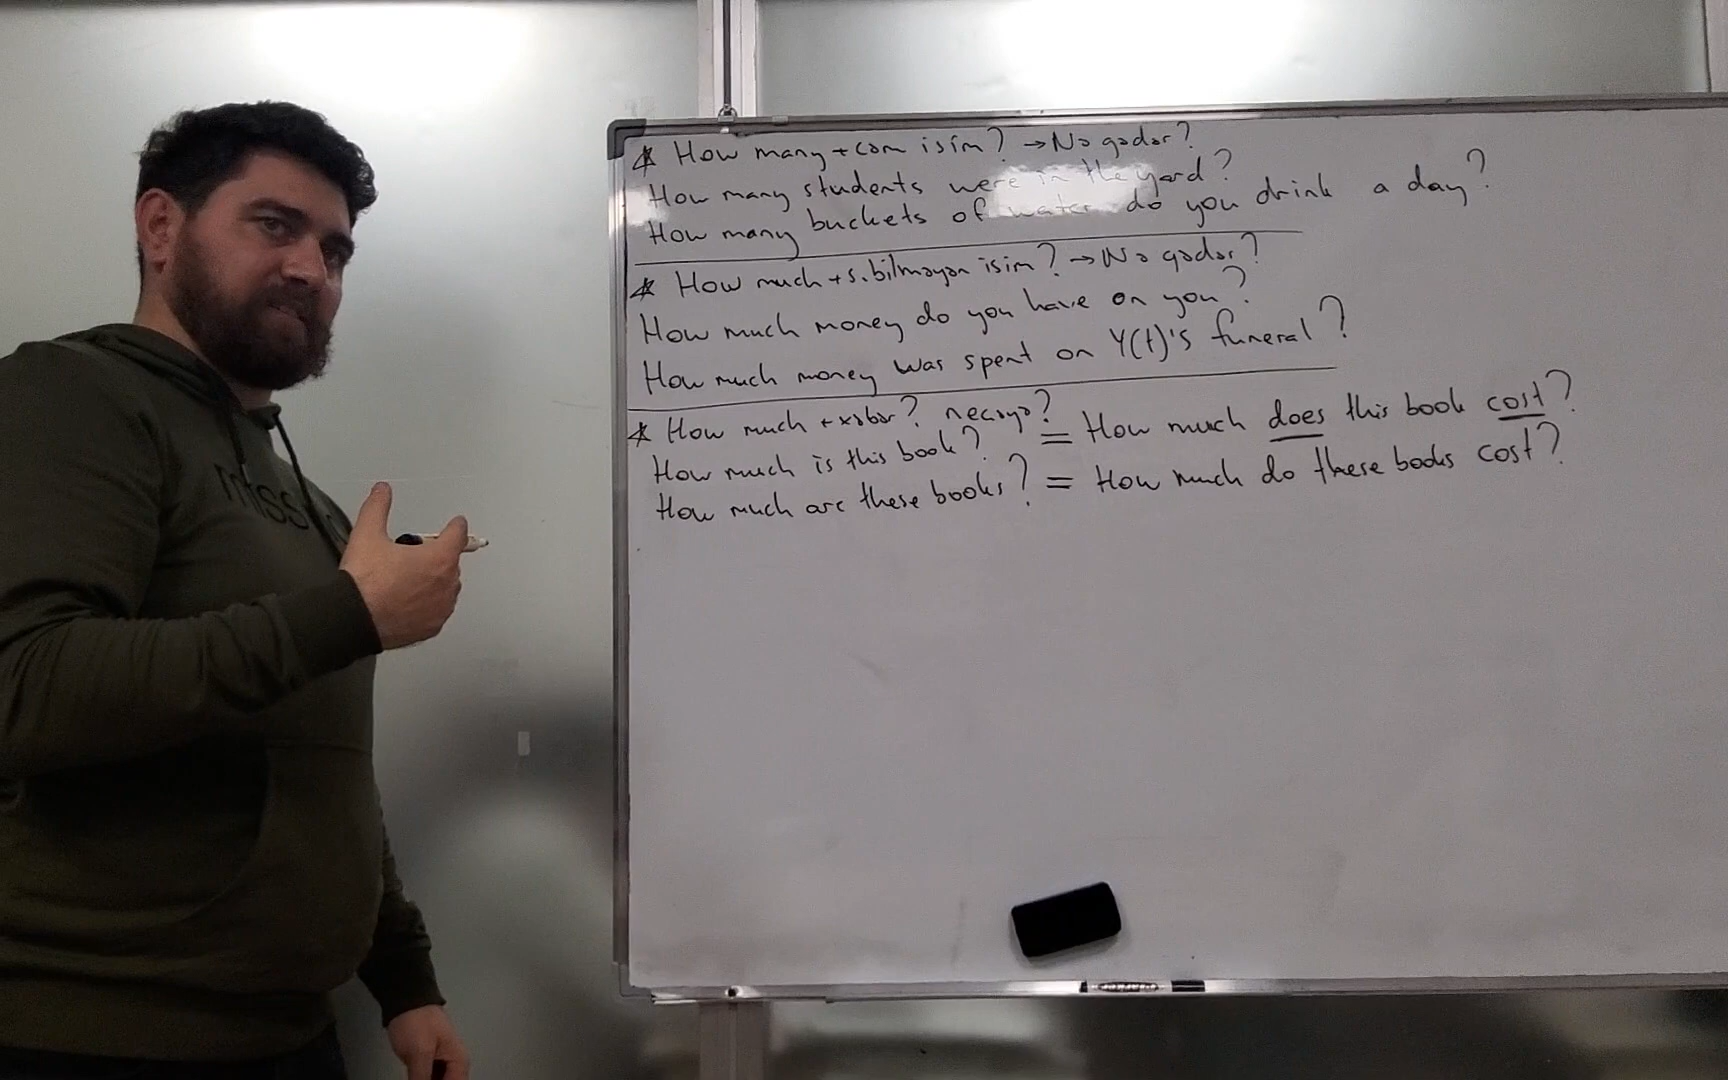 * How many + cəm isim? → Nə qədər?
How many students were in the yard?
How many buckets of water do you drink a day?
* How much + s. bilməyən isim? → Nə qədər?
How much money do you have on you?
How much money was spent on Y(t)'s funeral?
* How much + xəbər? neçəyə?
How much is this book? = How much does this book cost?
How much are these books? = How much do these books cost?